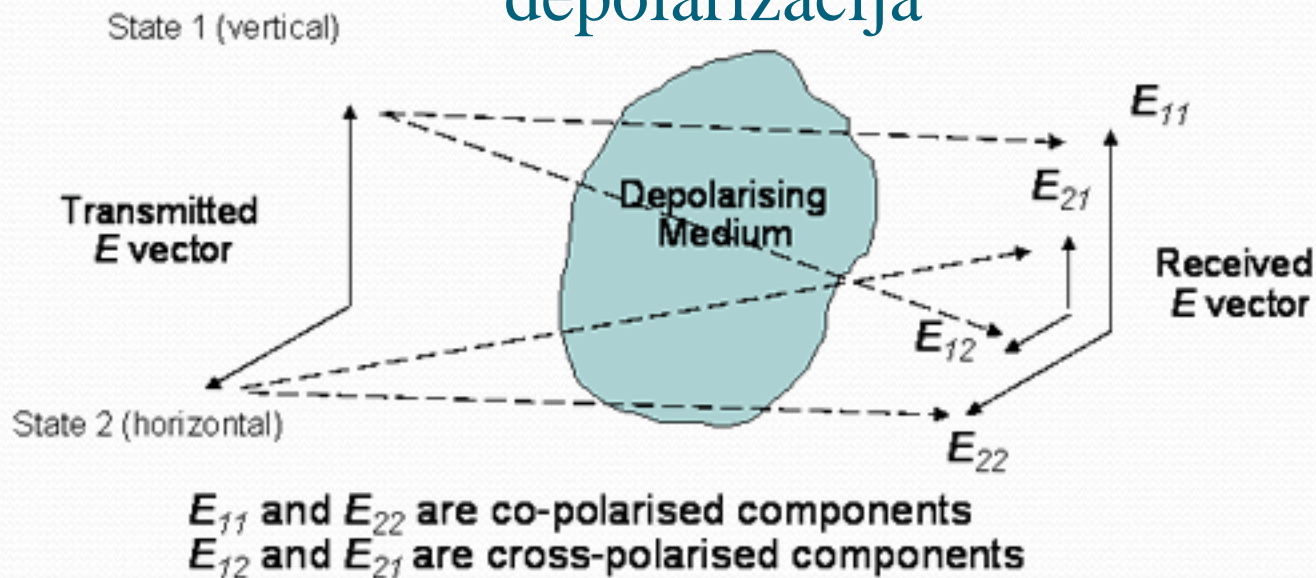 depolarizacija
State 1 (vertical)
E11
E21
Depolarising
Medium
Transmitted
E vector
Received
E vector
E12
State 2 (horizontal)
E22
E11 and E22 are co-polarised components
E12 and E21 are cross-polarised components